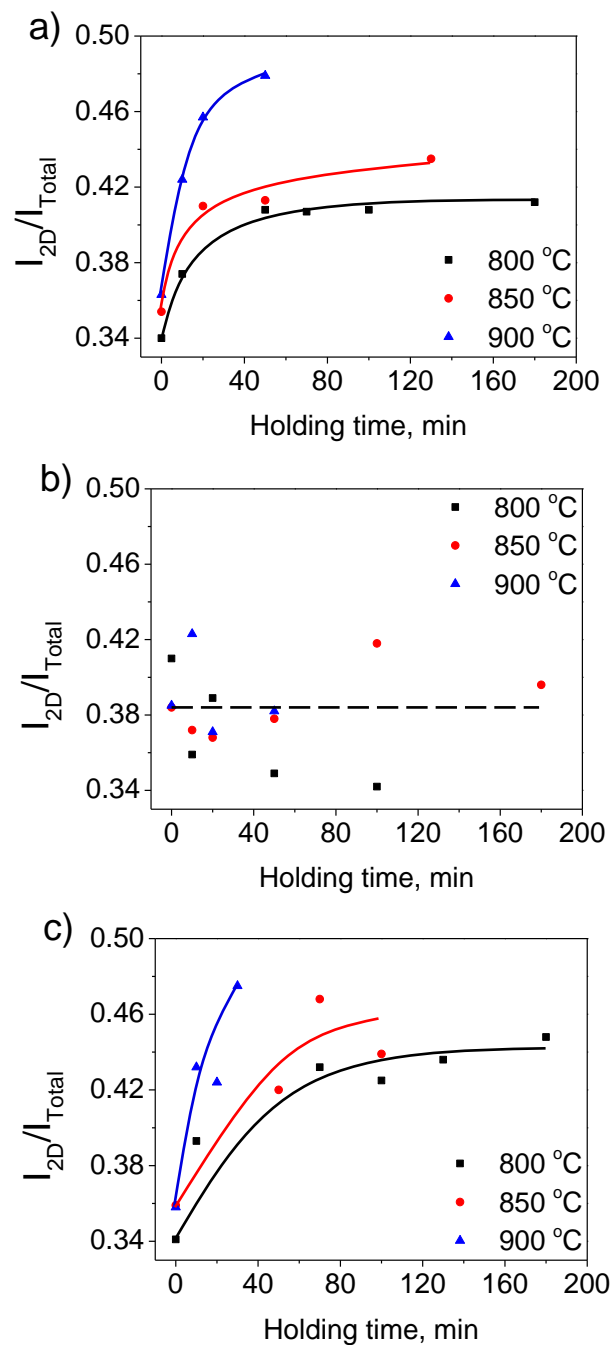 a)
0.50
0.46
0.42
0.38
0.34
I2D/ITotal
800 °C
850 °C
900 °C
0 40 80 120 160 200
Holding time, min
b)
0.50
0.46
0.42
0.38
0.34
I2D/ITotal
800 °C
850 °C
900 °C
0 40 80 120 160 200
Holding time, min
c)
0.50
0.46
0.42
0.38
0.34
I2D/ITotal
800 °C
850 °C
900 °C
0 40 80 120 160 200
Holding time, min